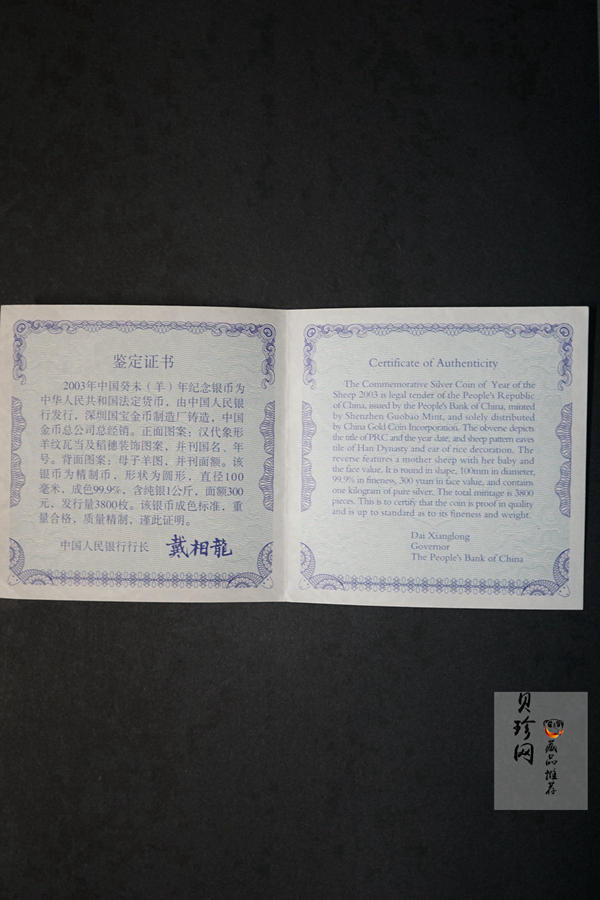 鉴定证书
2003年中国癸未（羊）年纪念银币为
中华人民共和国法定货币，由中国人民银
行发行，深圳国宝金币制造厂铸造，中国
金币总公司总经销。正面图案：汉代象形
羊纹瓦当及稻穗装饰图案，并刊国名、年
号。背面图案：母子羊图，并刊面额。该
银币为精制币，形状为圆形，直径100
毫米，成色99.9%，含纯银1公斤，面额300
元，发行量3800枚。该银币成色标准，重
量合格，质量精制，谨此证明。
中国人民银行行长 戴相龍
Certificate of Authenticity
The Commemorative Silver Coin of Year of the
Sheep 2003 is legal tender of the People's Republic
of China, issued by the People's Bank of China, minted
by Shenzhen Guobao Mint, and solely distributed
by China Gold Coin Incorporation. The obverse depicts
the title of P.R.C and the year date, and sheep pattern eaves
tile of Han Dynasty and ear of rice decoration. The
reverse features a mother sheep with her baby and
the face value. It is round in shape, 100mm in diameter,
99.9% in fineness, 300 yuan in face value, and contains
one kilogram of pure silver. The total mintage is 3800
pieces. This is to certify that the coin is proof in quality
and is up to standard as to its fineness and weight.
Dai Xianglong
Governor
The People's Bank of China
贝珍网
藏品推荐